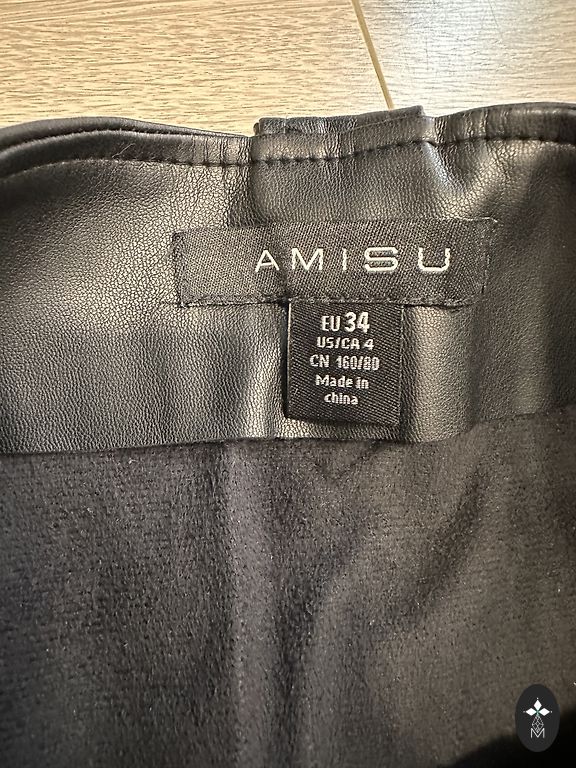 AMISU
EU 34
US/CA 4
CN 160/80
Made in
china